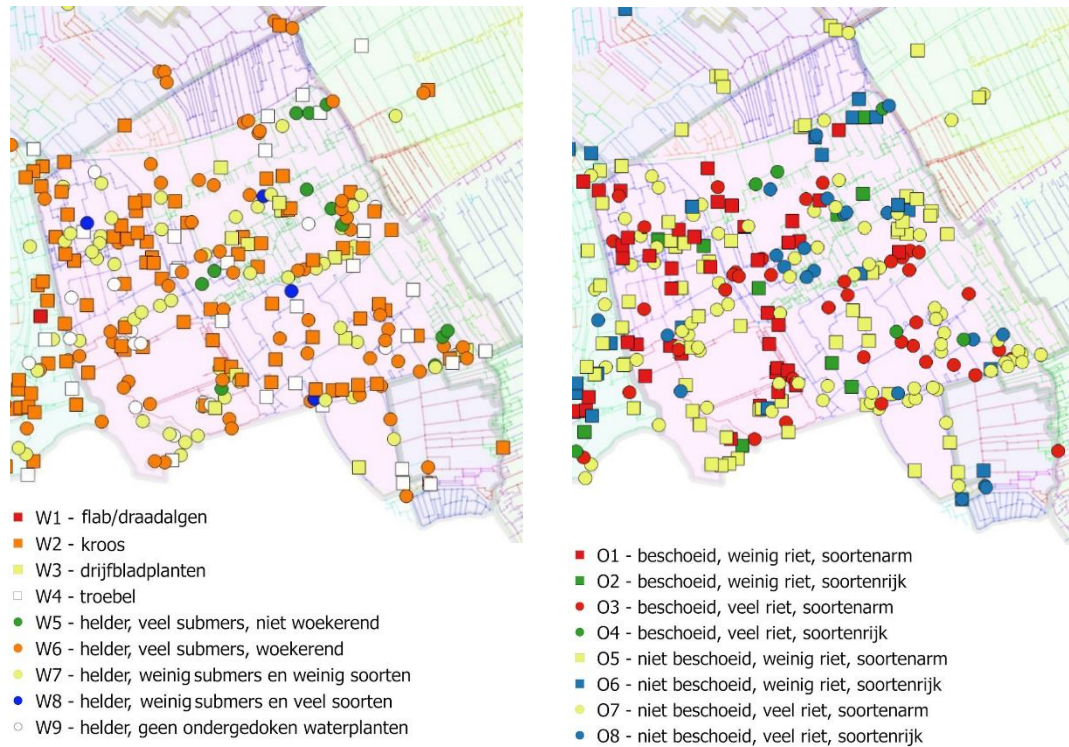 W1 - flab/draadalgen
W2 - kroos
W3 - drijfbladplanten
W4 - troebel
W5 - helder, veel submers, niet woekerend
W6 - helder, veel submers, woekerend
W7 - helder, weinig submers en weinig soorten
W8 - helder, weinig submers en veel soorten
W9 - helder, geen ondergedoken waterplanten
O1 - beschoeid, weinig riet, soortenarm
O2 - beschoeid, weinig riet, soortenrijk
O3 - beschoeid, veel riet, soortenarm
O4 - beschoeid, veel riet, soortenrijk
O5 - niet beschoeid, weinig riet, soortenarm
O6 - niet beschoeid, weinig riet, soortenrijk
O7 - niet beschoeid, veel riet, soortenarm
O8 - niet beschoeid, veel riet, soortenrijk